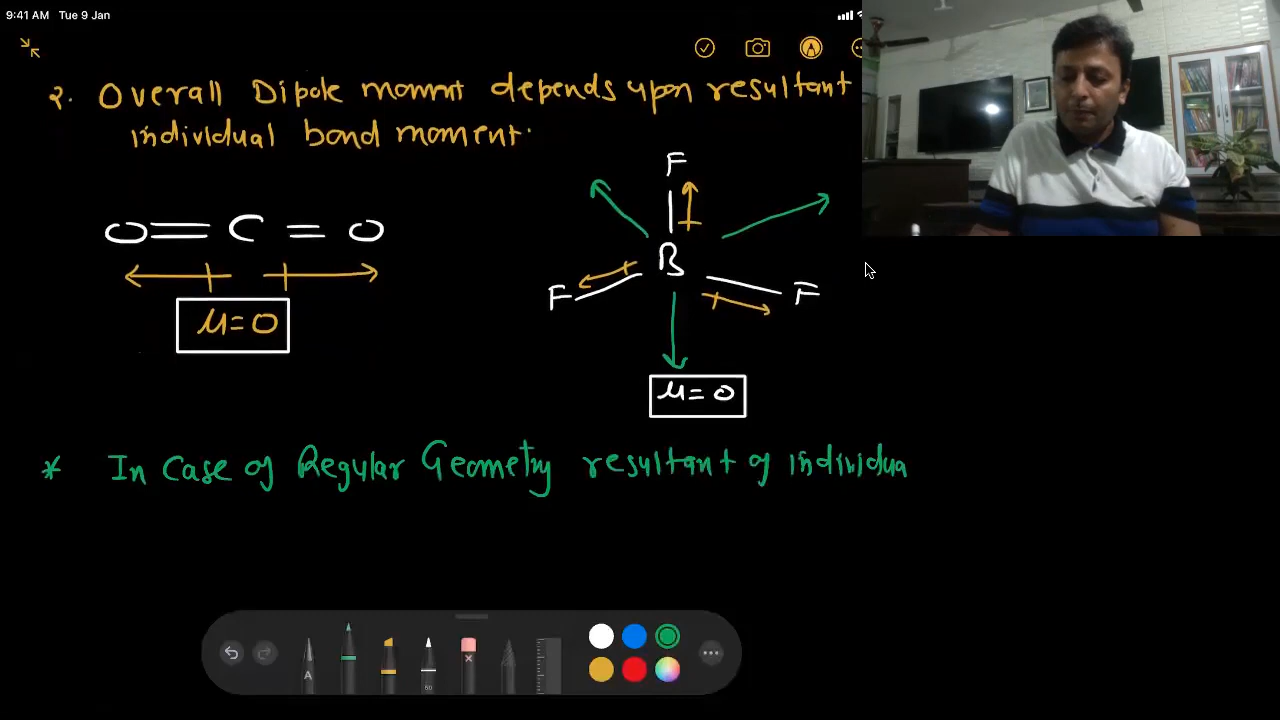 9:41 AM Tue 9 Jan
2. Overall Dipole moment depends upon resultant
individual bond moment.
F
O=C=O
B
F
F
μ=0
μ=0
* In Case of Regular Geometry resultant of individua
A
50